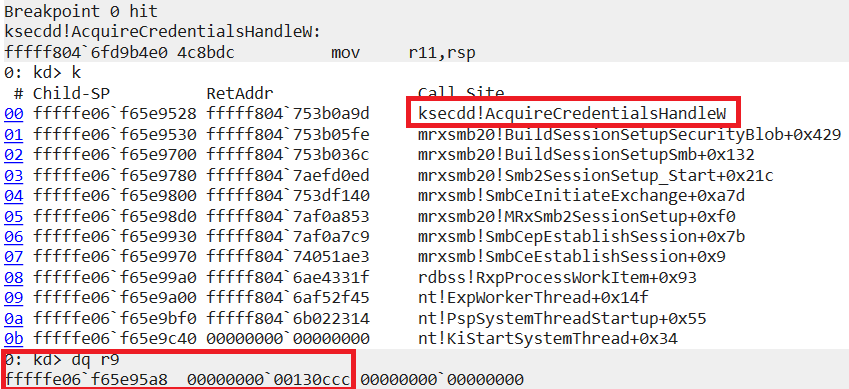 Breakpoint 0 hit
ksecdd!AcquireCredentialsHandleW:
fffff804`6fd9b4e0 4c8bdc          mov     r11,rsp
0: kd> k
 # Child-SP          RetAddr               Call Site
00 fffffe06`f65e9528 fffff804`753b0a9d     ksecdd!AcquireCredentialsHandleW
01 fffffe06`f65e9530 fffff804`753b05fe     mrxsmb20!BuildSessionSetupSecurityBlob+0x429
02 fffffe06`f65e9700 fffff804`753b036c     mrxsmb20!BuildSessionSetupSmb+0x132
03 fffffe06`f65e9780 fffff804`7aefd0ed     mrxsmb20!Smb2SessionSetup_Start+0x21c
04 fffffe06`f65e9800 fffff804`753df140     mrxsmb!SmbCeInitiateExchange+0xa7d
05 fffffe06`f65e98d0 fffff804`7af0a853     mrxsmb20!MRxSmb2SessionSetup+0xf0
06 fffffe06`f65e9930 fffff804`7af0a7c9     mrxsmb!SmbCepEstablishSession+0x7b
07 fffffe06`f65e9970 fffff804`74051ae3     mrxsmb!SmbCeEstablishSession+0x9
08 fffffe06`f65e99a0 fffff804`6ae4331f     rdbss!RxpProcessWorkItem+0x93
09 fffffe06`f65e9a00 fffff804`6af52f45     nt!ExpWorkerThread+0x14f
0a fffffe06`f65e9bf0 fffff804`6b022314     nt!PspSystemThreadStartup+0x55
0b fffffe06`f65e9c40 00000000`00000000     nt!KiStartSystemThread+0x34
0: kd> dq r9
fffffe06`f65e95a8  00000000`00130ccc 00000000`00000000